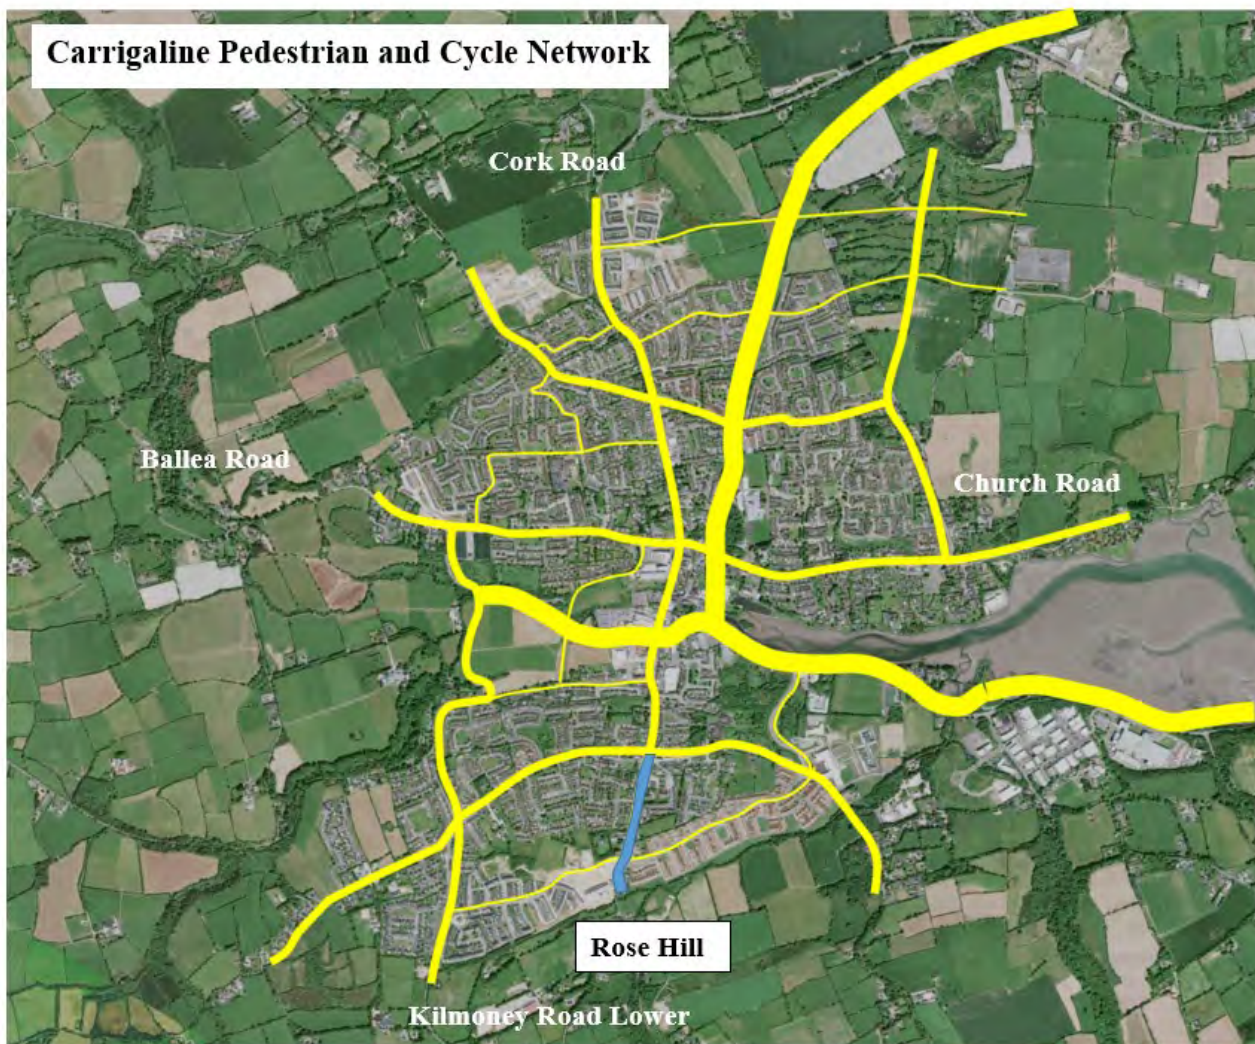 Carrigaline Pedestrian and Cycle Network
Cork Road
Ballea Road
Church Road
Rose Hill
Kilmoney Road Lower